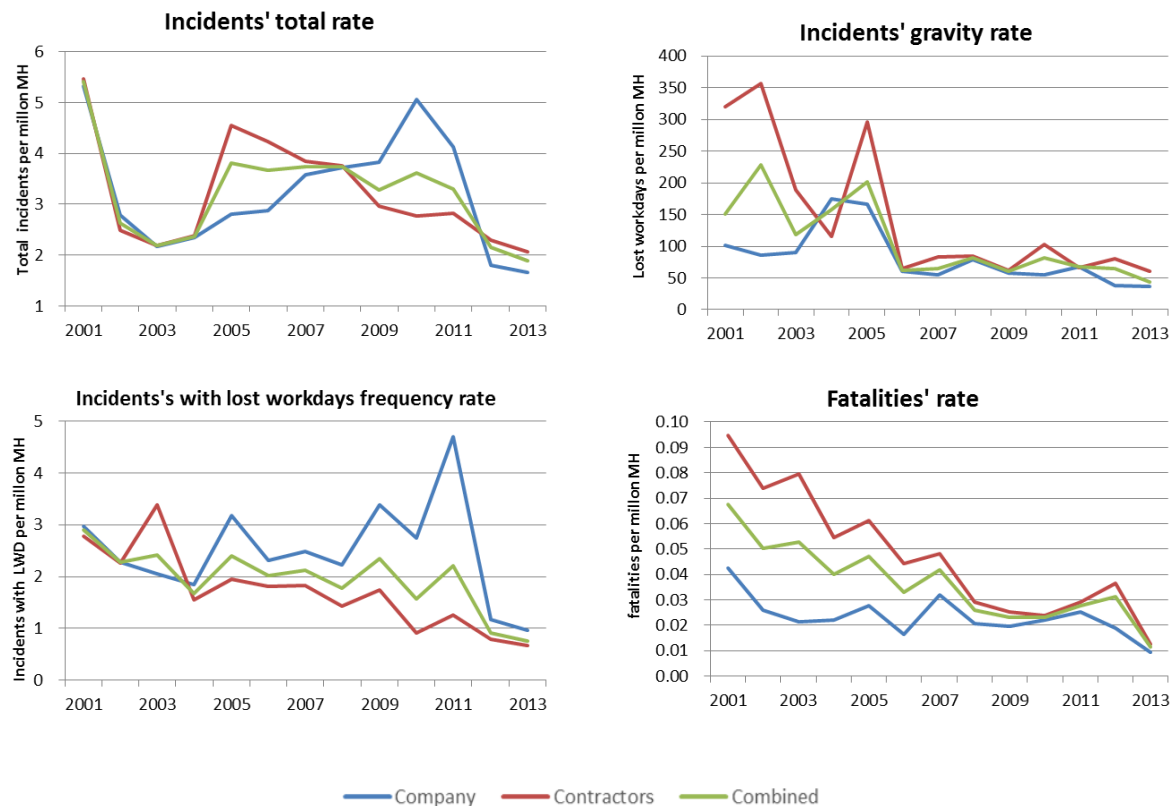 Incidents' total rate
Total incidents per millon MH
6
5
4
3
2
1
2001 2003 2005 2007 2009 2011 2013
Incidents' gravity rate
Lost workdays per millon MH
400
350
300
250
200
150
100
50
0
2001 2003 2005 2007 2009 2011 2013
Incidents's with lost workdays frequency rate
Incidents with LWD per millon MH
5
4
3
2
1
0
2001 2003 2005 2007 2009 2011 2013
Fatalities' rate
fatalities per millon MH
0.10
0.09
0.08
0.07
0.06
0.05
0.04
0.03
0.02
0.01
0.00
2001 2003 2005 2007 2009 2011 2013
Company Contractors Combined